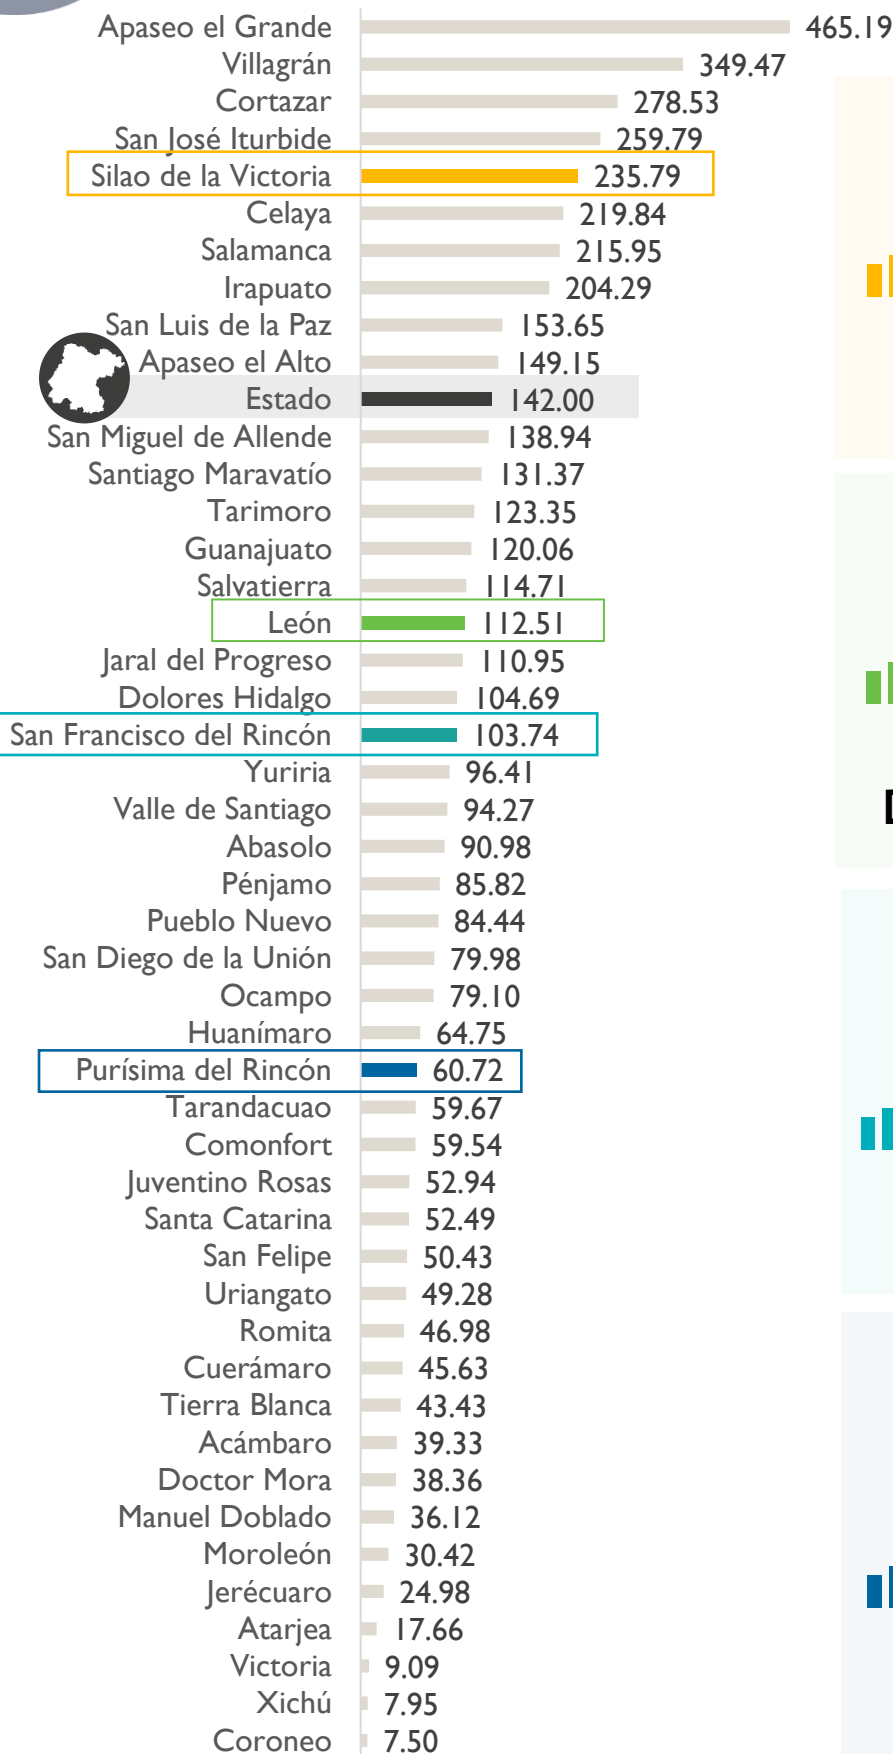 Apaseo el Grande 465.19
Villagrán 349.47
Cortazar 278.53
San José Iturbide 259.79
Silao de la Victoria 235.79
Celaya 219.84
Salamanca 215.95
Irapuato 204.29
San Luis de la Paz 153.65
Apaseo el Alto 149.15
Estado 142.00
San Miguel de Allende 138.94
Santiago Maravatío 131.37
Tarimoro 123.35
Guanajuato 120.06
Salvatierra 114.71
León 112.51
Jaral del Progreso 110.95
Dolores Hidalgo 104.69
San Francisco del Rincón 103.74
Yuriria 96.41
Valle de Santiago 94.27
Abasolo 90.98
Pénjamo 85.82
Pueblo Nuevo 84.44
San Diego de la Unión 79.98
Ocampo 79.10
Huanímaro 64.75
Purísima del Rincón 60.72
Tarandacuao 59.67
Comonfort 59.54
Juventino Rosas 52.94
Santa Catarina 52.49
San Felipe 50.43
Uriangato 49.28
Romita 46.98
Cuerámaro 45.63
Tierra Blanca 43.43
Acámbaro 39.33
Doctor Mora 38.36
Manuel Doblado 36.12
Moroleón 30.42
Jerécuaro 24.98
Atarjea 17.66
Victoria 9.09
Xichú 7.95
Coroneo 7.50